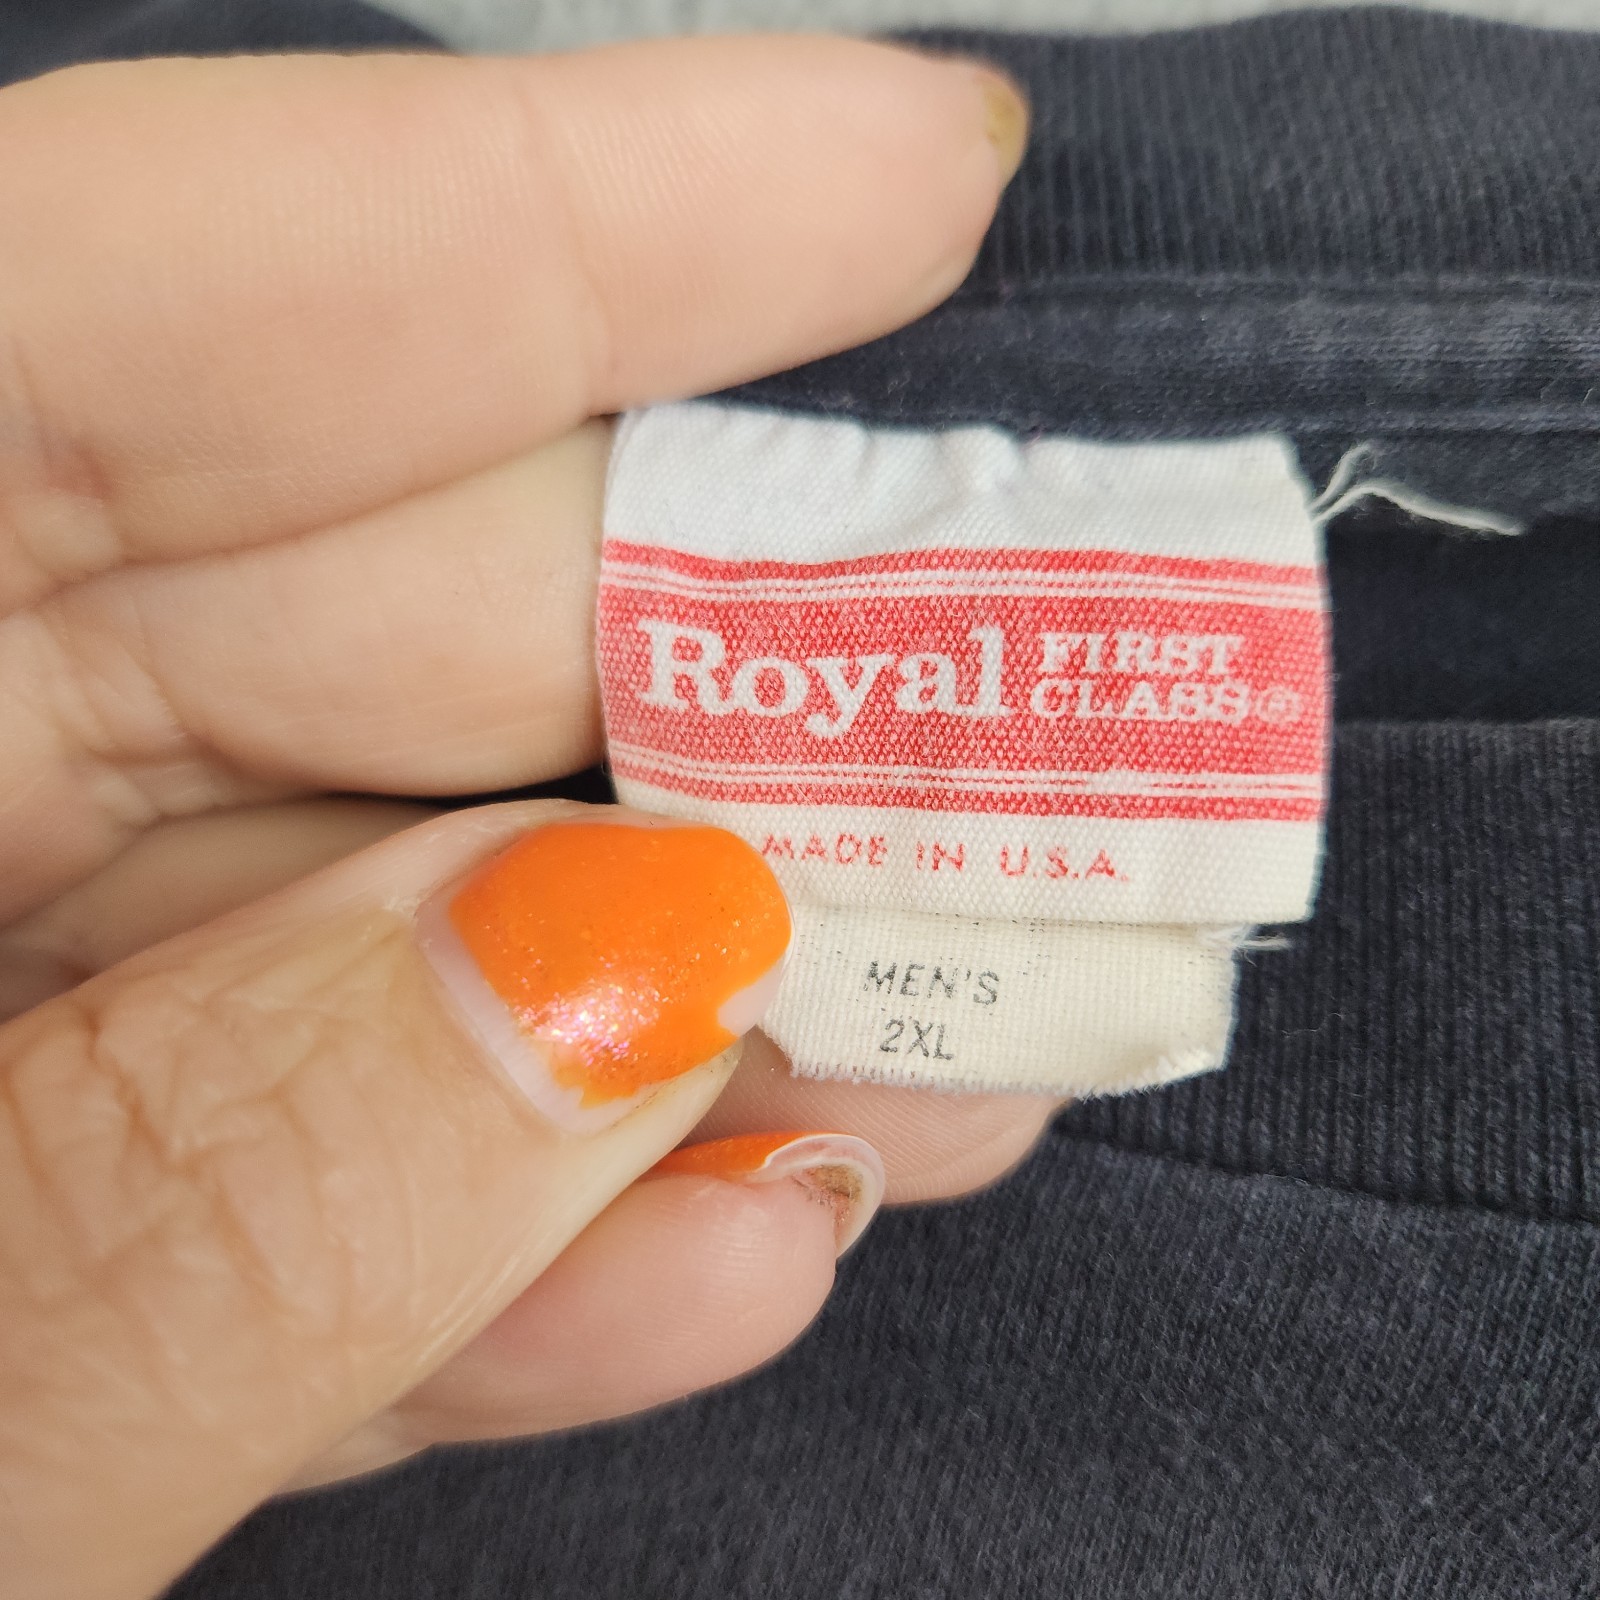 Royal FIRST
CLASS®
MADE IN U.S.A.
MEN'S
2XL